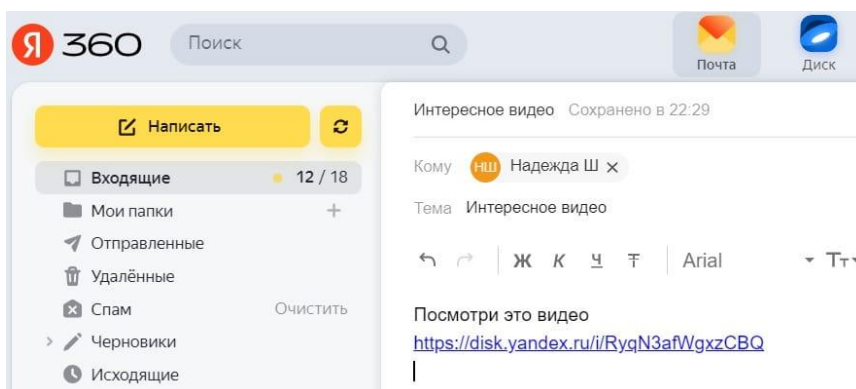 Я 360
Поиск
Почта
Диск
Написать
Входящие 12 / 18
Мои папки +
Отправленные
Удалённые
Спам Очистить
Черновики
Исходящие
Интересное видео Сохранено в 22:29
Кому НШ Надежда Ш ×
Тема Интересное видео
Ж К Ч Т Arial Тт
Посмотри это видео
https://disk.yandex.ru/i/RyqN3afWgxzCBQ